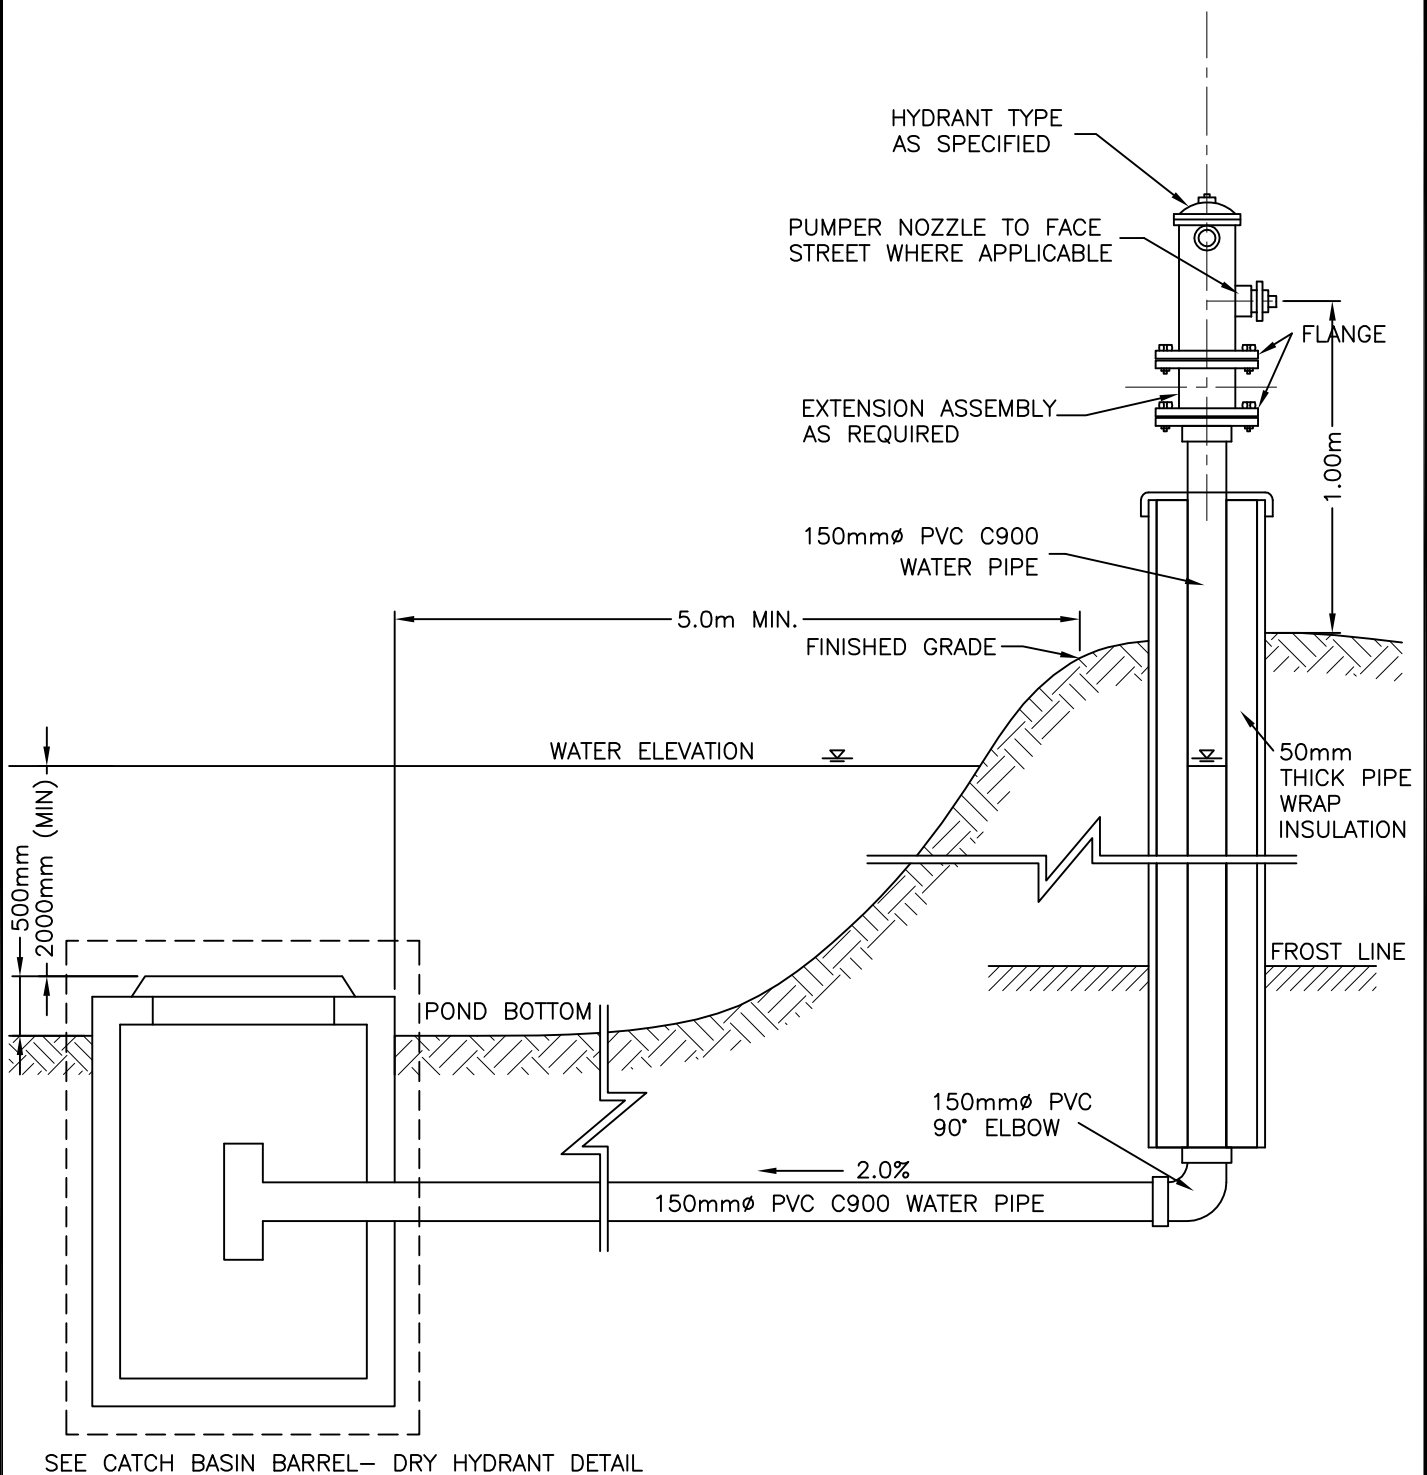 HYDRANT TYPE
AS SPECIFIED
PUMPER NOZZLE TO FACE
STREET WHERE APPLICABLE
FLANGE
EXTENSION ASSEMBLY
AS REQUIRED
1.00m
150mmø PVC C900
WATER PIPE
5.0m MIN.
FINISHED GRADE
WATER ELEVATION
50mm
THICK PIPE
WRAP
INSULATION
500mm
2000mm (MIN)
FROST LINE
POND BOTTOM
150mmø PVC
90° ELBOW
2.0%
150mmø PVC C900 WATER PIPE
SEE CATCH BASIN BARREL– DRY HYDRANT DETAIL